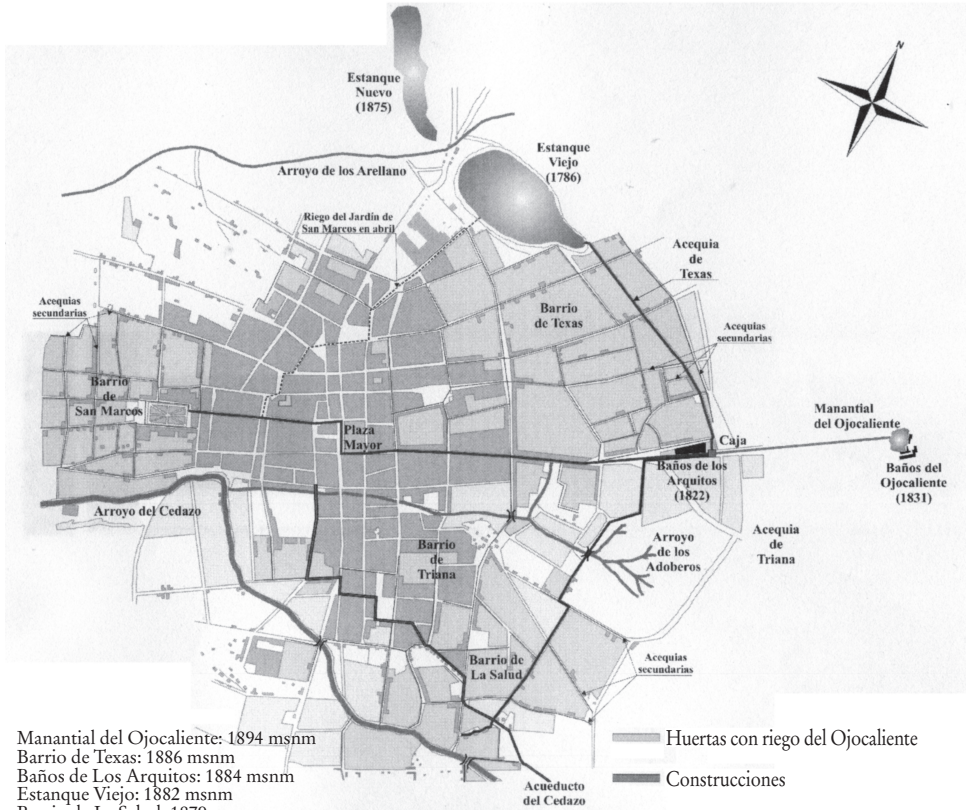 N
Estanque
Nuevo
(1875)
Estanque
Viejo
(1786)
Arroyo de los Arellano
Riego del Jardín de
San Marcos en abril
Acequia
de
Texas
Acequias
secundarias
Barrio
de Texas
Acequias
secundarias
Barrio
de
San Marcos
Manantial
del Ojocaliente
Plaza
Mayor
Caja
Baños de los
Arquitos
(1822)
Baños del
Ojocaliente
(1831)
Arroyo del Cedazo
Acequia
de
Triana
Arroyo
de los
Adoberos
Barrio
de
Triana
Barrio de
La Salud
Acequias
secundarias
Manantial del Ojocaliente: 1894 msnm
Barrio de Texas: 1886 msnm
Baños de Los Arquitos: 1884 msnm
Estanque Viejo: 1882 msnm
Huertas con riego del Ojocaliente
Construcciones
Acueducto
del Cedazo